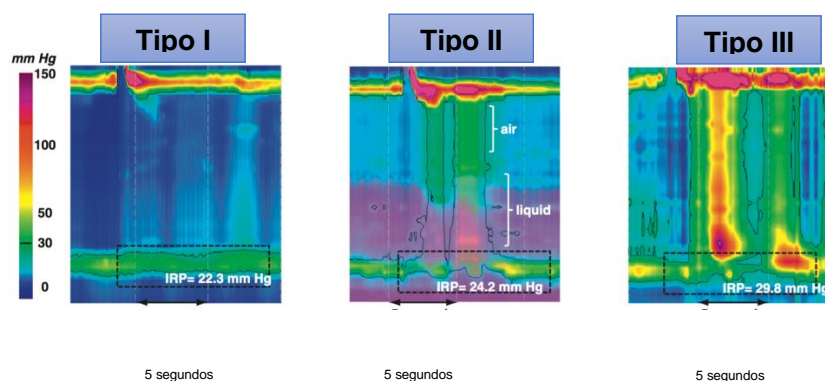 Tipo I
Tipo II
Tipo III
mm Hg
150
100
50
30
0
air
liquid
IRP= 22.3 mm Hg
IRP= 24.2 mm Hg
IRP= 29.8 mm Hg
5 segundos
5 segundos
5 segundos